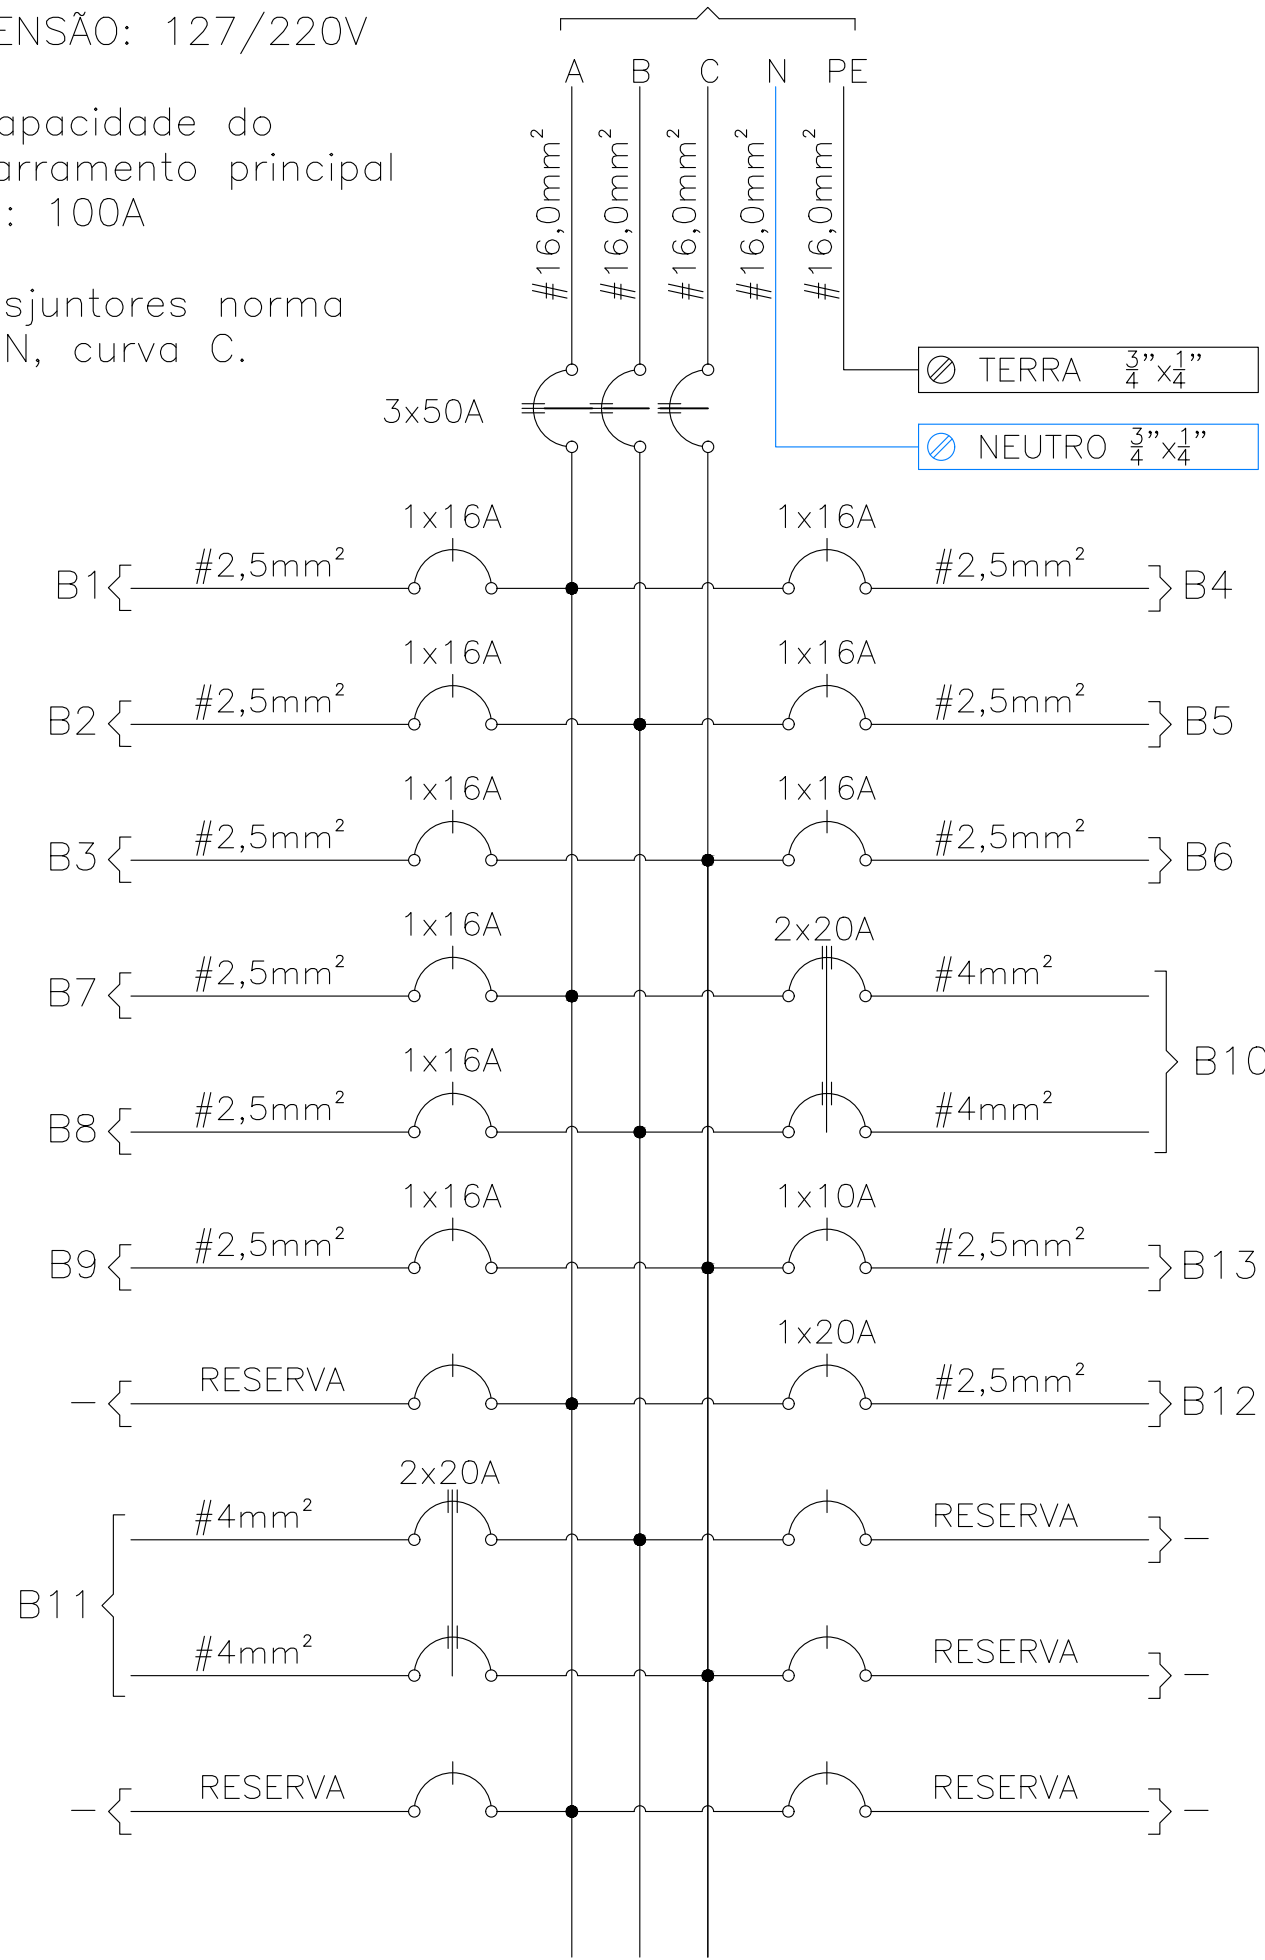 ENSÃO: 127/220V
apacidade do
arramento principal
: 100A
sjuntores norma
N, curva C.
A B C N PE
#16,0mm² #16,0mm² #16,0mm² #16,0mm² #16,0mm²
TERRA 3/4"x1/4"
3x50A
NEUTRO 3/4"x1/4"
1x16A 1x16A
B1 #2,5mm² #2,5mm² B4
1x16A 1x16A
B2 #2,5mm² #2,5mm² B5
1x16A 1x16A
B3 #2,5mm² #2,5mm² B6
1x16A 2x20A
B7 #2,5mm² #4mm²
B10
1x16A
B8 #2,5mm² #4mm²
1x16A 1x10A
B9 #2,5mm² #2,5mm² B13
1x20A
– RESERVA #2,5mm² B12
2x20A
#4mm² RESERVA –
B11
#4mm² RESERVA –
– RESERVA RESERVA –